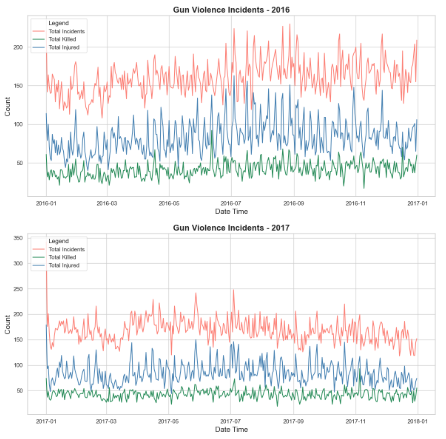 Gun Violence Incidents - 2016
Legend
Total Incidents
Total Killed
Total Injured
200
150
100
50
Count
2016-01 2016-03 2016-05 2016-07 2016-09 2016-11 2017-01
Date Time
Gun Violence Incidents - 2017
Legend
Total Incidents
Total Killed
Total Injured
350
300
250
200
150
100
50
Count
2017-01 2017-03 2017-05 2017-07 2017-09 2017-11 2018-01
Date Time